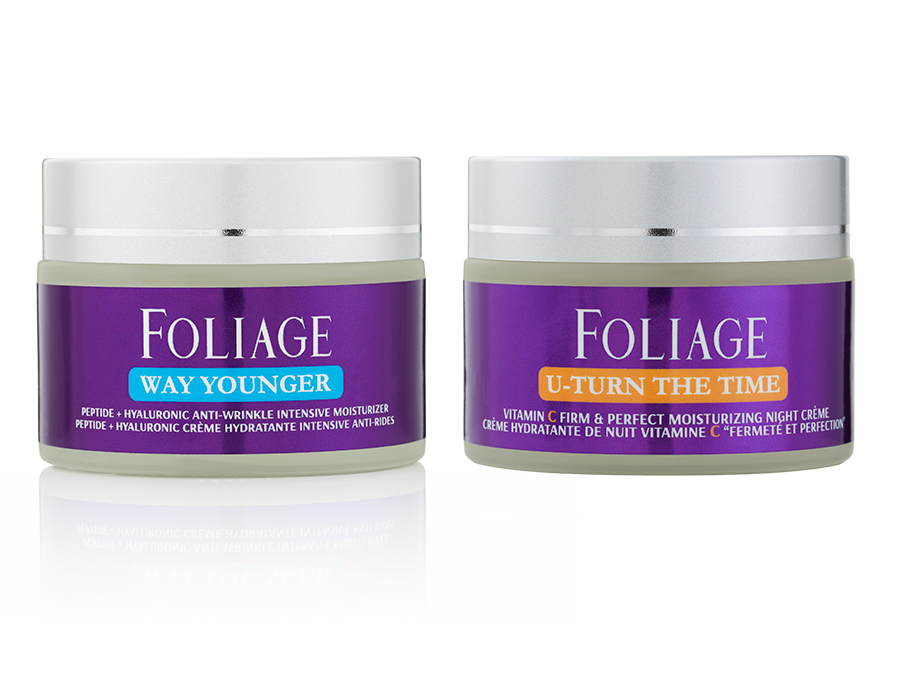 FOLIAGE
WAY YOUNGER
PEPTIDE + HYALURONIC ANTI-WRINKLE INTENSIVE MOISTURIZER
PEPTIDE + HYALURONIC CRÈME HYDRATANTE INTENSIVE ANTI-RIDES
FOLIAGE
U-TURN THE TIME
VITAMIN C FIRM & PERFECT MOISTURIZING NIGHT CRÈME
CRÈME HYDRATANTE DE NUIT VITAMINE C "FERMETÉ ET PERFECTION"